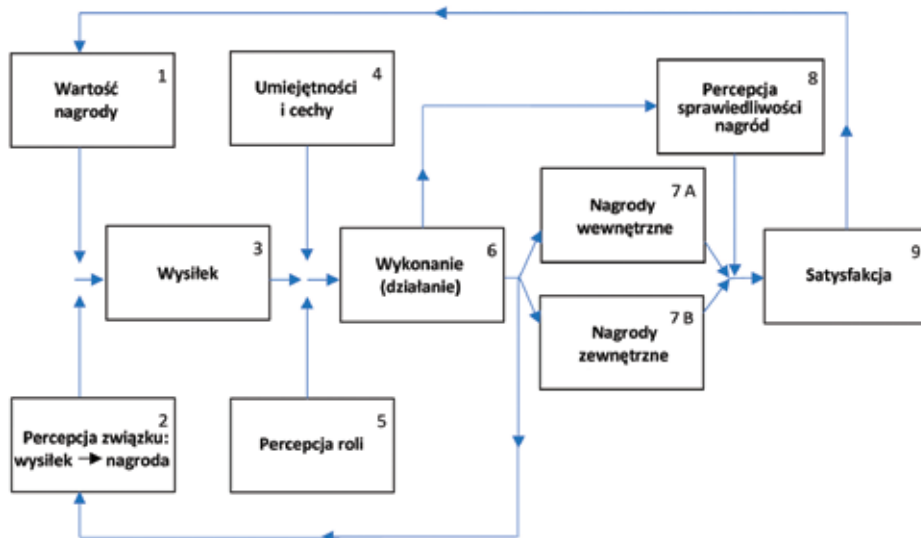 1
Wartość
nagrody
4
Umiejętności
i cechy
8
Percepcja
sprawiedliwości
nagród
3
Wysiłek
6
Wykonanie
(działanie)
7 A
Nagrody
wewnętrzne
7 B
Nagrody
zewnętrzne
9
Satysfakcja
2
Percepcja związku:
wysiłek → nagroda
5
Percepcja roli